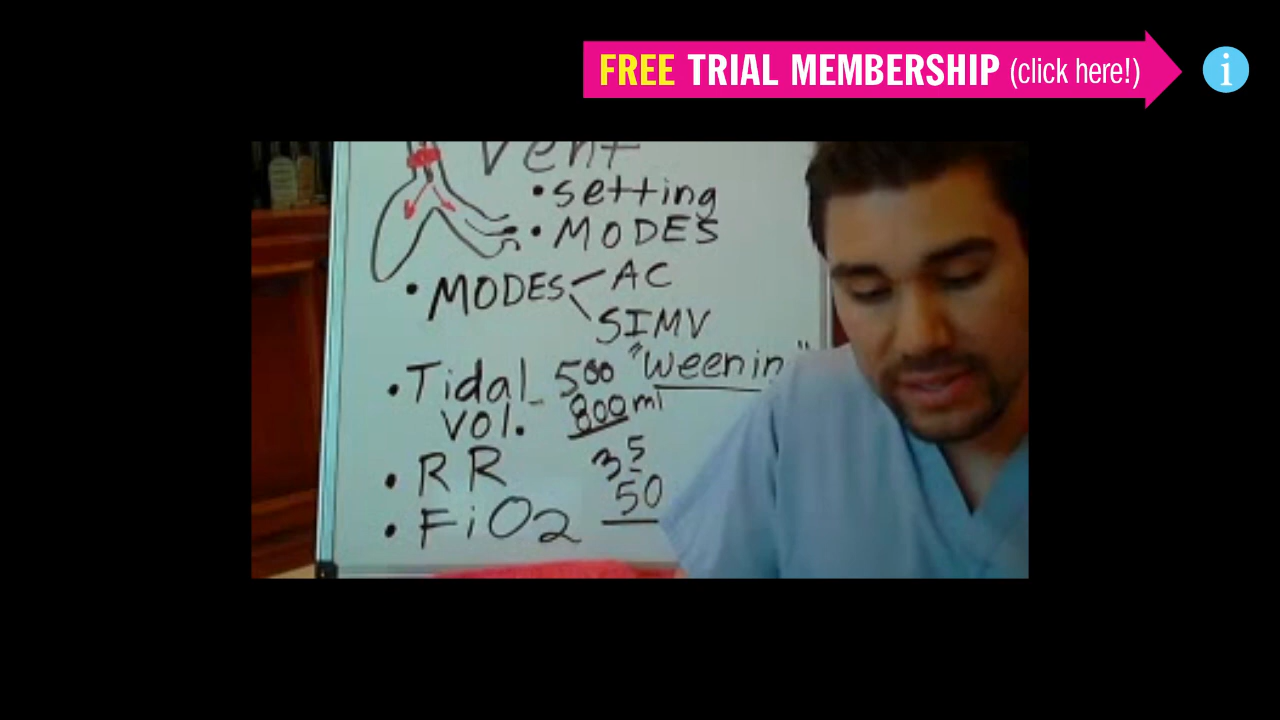 FREE TRIAL MEMBERSHIP (click here!)
i
Vent
• setting
• MODES
• MODES < AC
SIMV
"Weenin"
• Tidal - 500
vol. 800ml
• RR 35
• FiO2 50